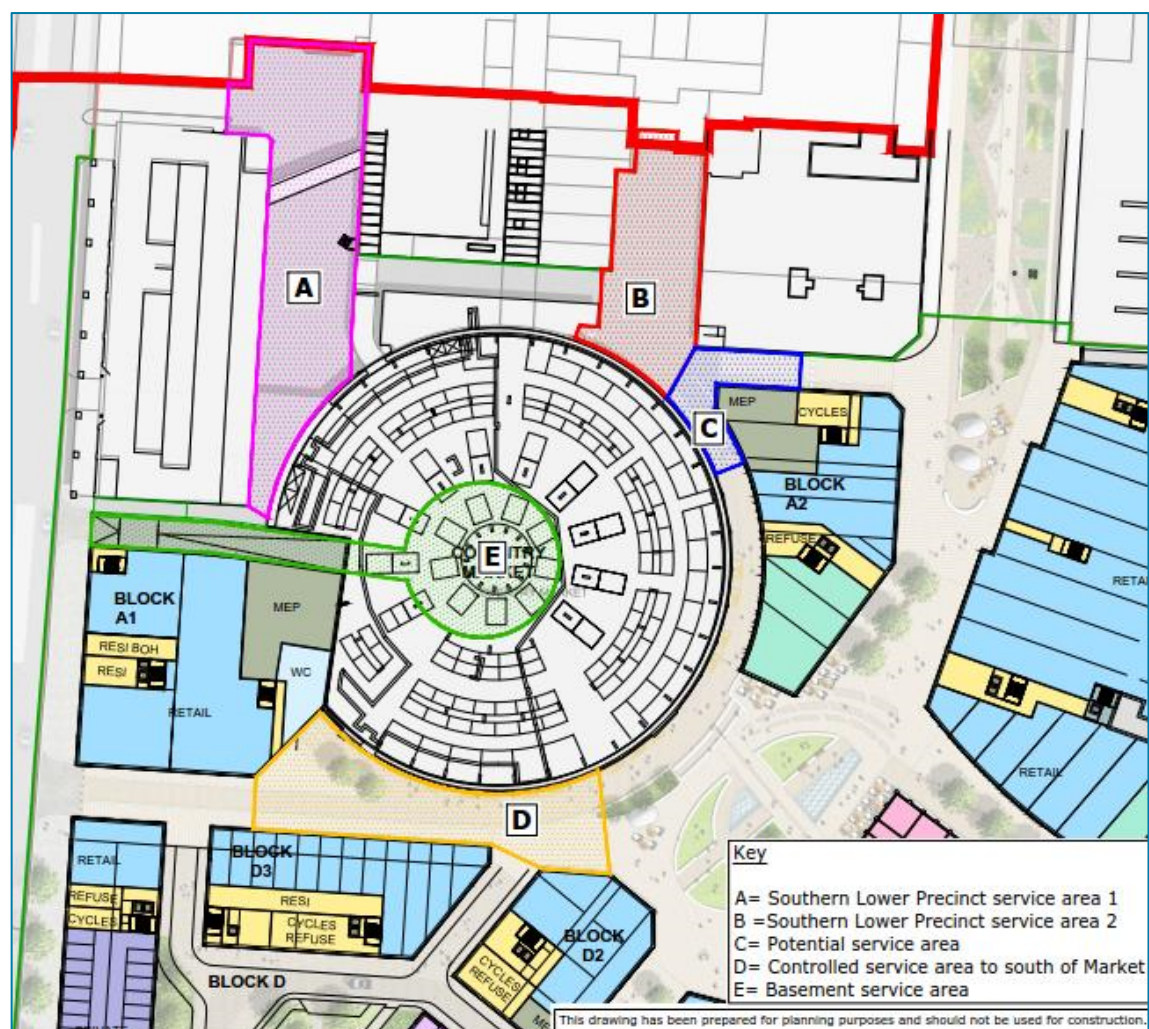 A
B
C
MEP
CYCLES
BLOCK
A2
REFUSE
E
BLOCK
A1
MEP
RESI BOH
RESI
WC
RETAIL
RETAIL
D
RETAIL
REFUSE
CYCLES
BLOCK
D3
RESI
CYCLES
REFUSE
BLOCK D
BLOCK
D2
CYCLES
REFUSE
Key
A= Southern Lower Precinct service area 1
B =Southern Lower Precinct service area 2
C= Potential service area
D= Controlled service area to south of Market
E= Basement service area
This drawing has been prepared for planning purposes and should not be used for construction.